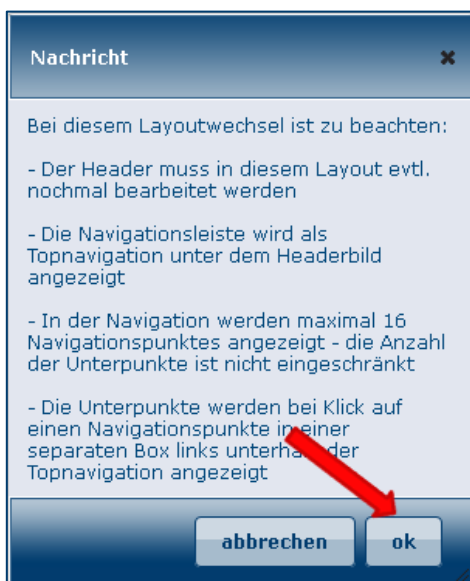 Nachricht
Bei diesem Layoutwechsel ist zu beachten:
- Der Header muss in diesem Layout evtl.
nochmal bearbeitet werden
- Die Navigationsleiste wird als
Topnavigation unter dem Headerbild
angezeigt
- In der Navigation werden maximal 16
Navigationspunktes angezeigt - die Anzahl
der Unterpunkte ist nicht eingeschränkt
- Die Unterpunkte werden bei Klick auf
einen Navigationspunkte in einer
separaten Box links unterhalb der
Topnavigation angezeigt
abbrechen
ok